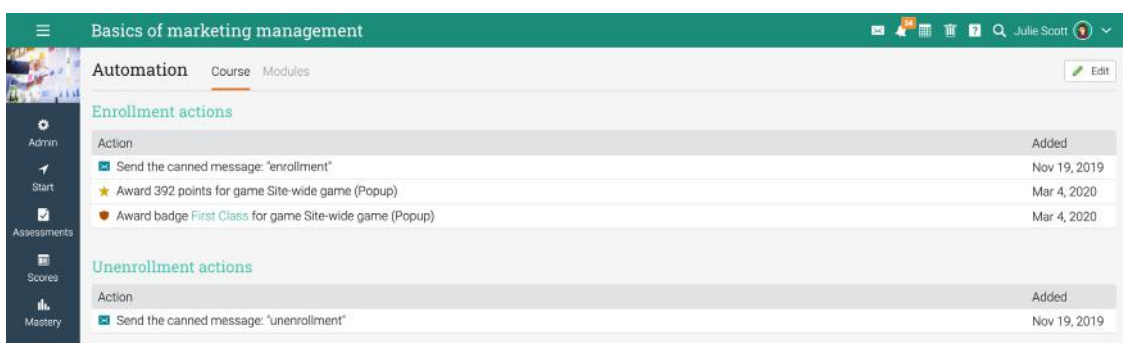 Basics of marketing management
34
?
Julie Scott
Automation Course Modules
Edit
Enrollment actions
Action Added
Send the canned message: "enrollment" Nov 19, 2019
Award 392 points for game Site-wide game (Popup) Mar 4, 2020
Award badge First Class for game Site-wide game (Popup) Mar 4, 2020
Unenrollment actions
Action Added
Send the canned message: "unenrollment" Nov 19, 2019
Admin
Start
Assessments
Scores
Mastery